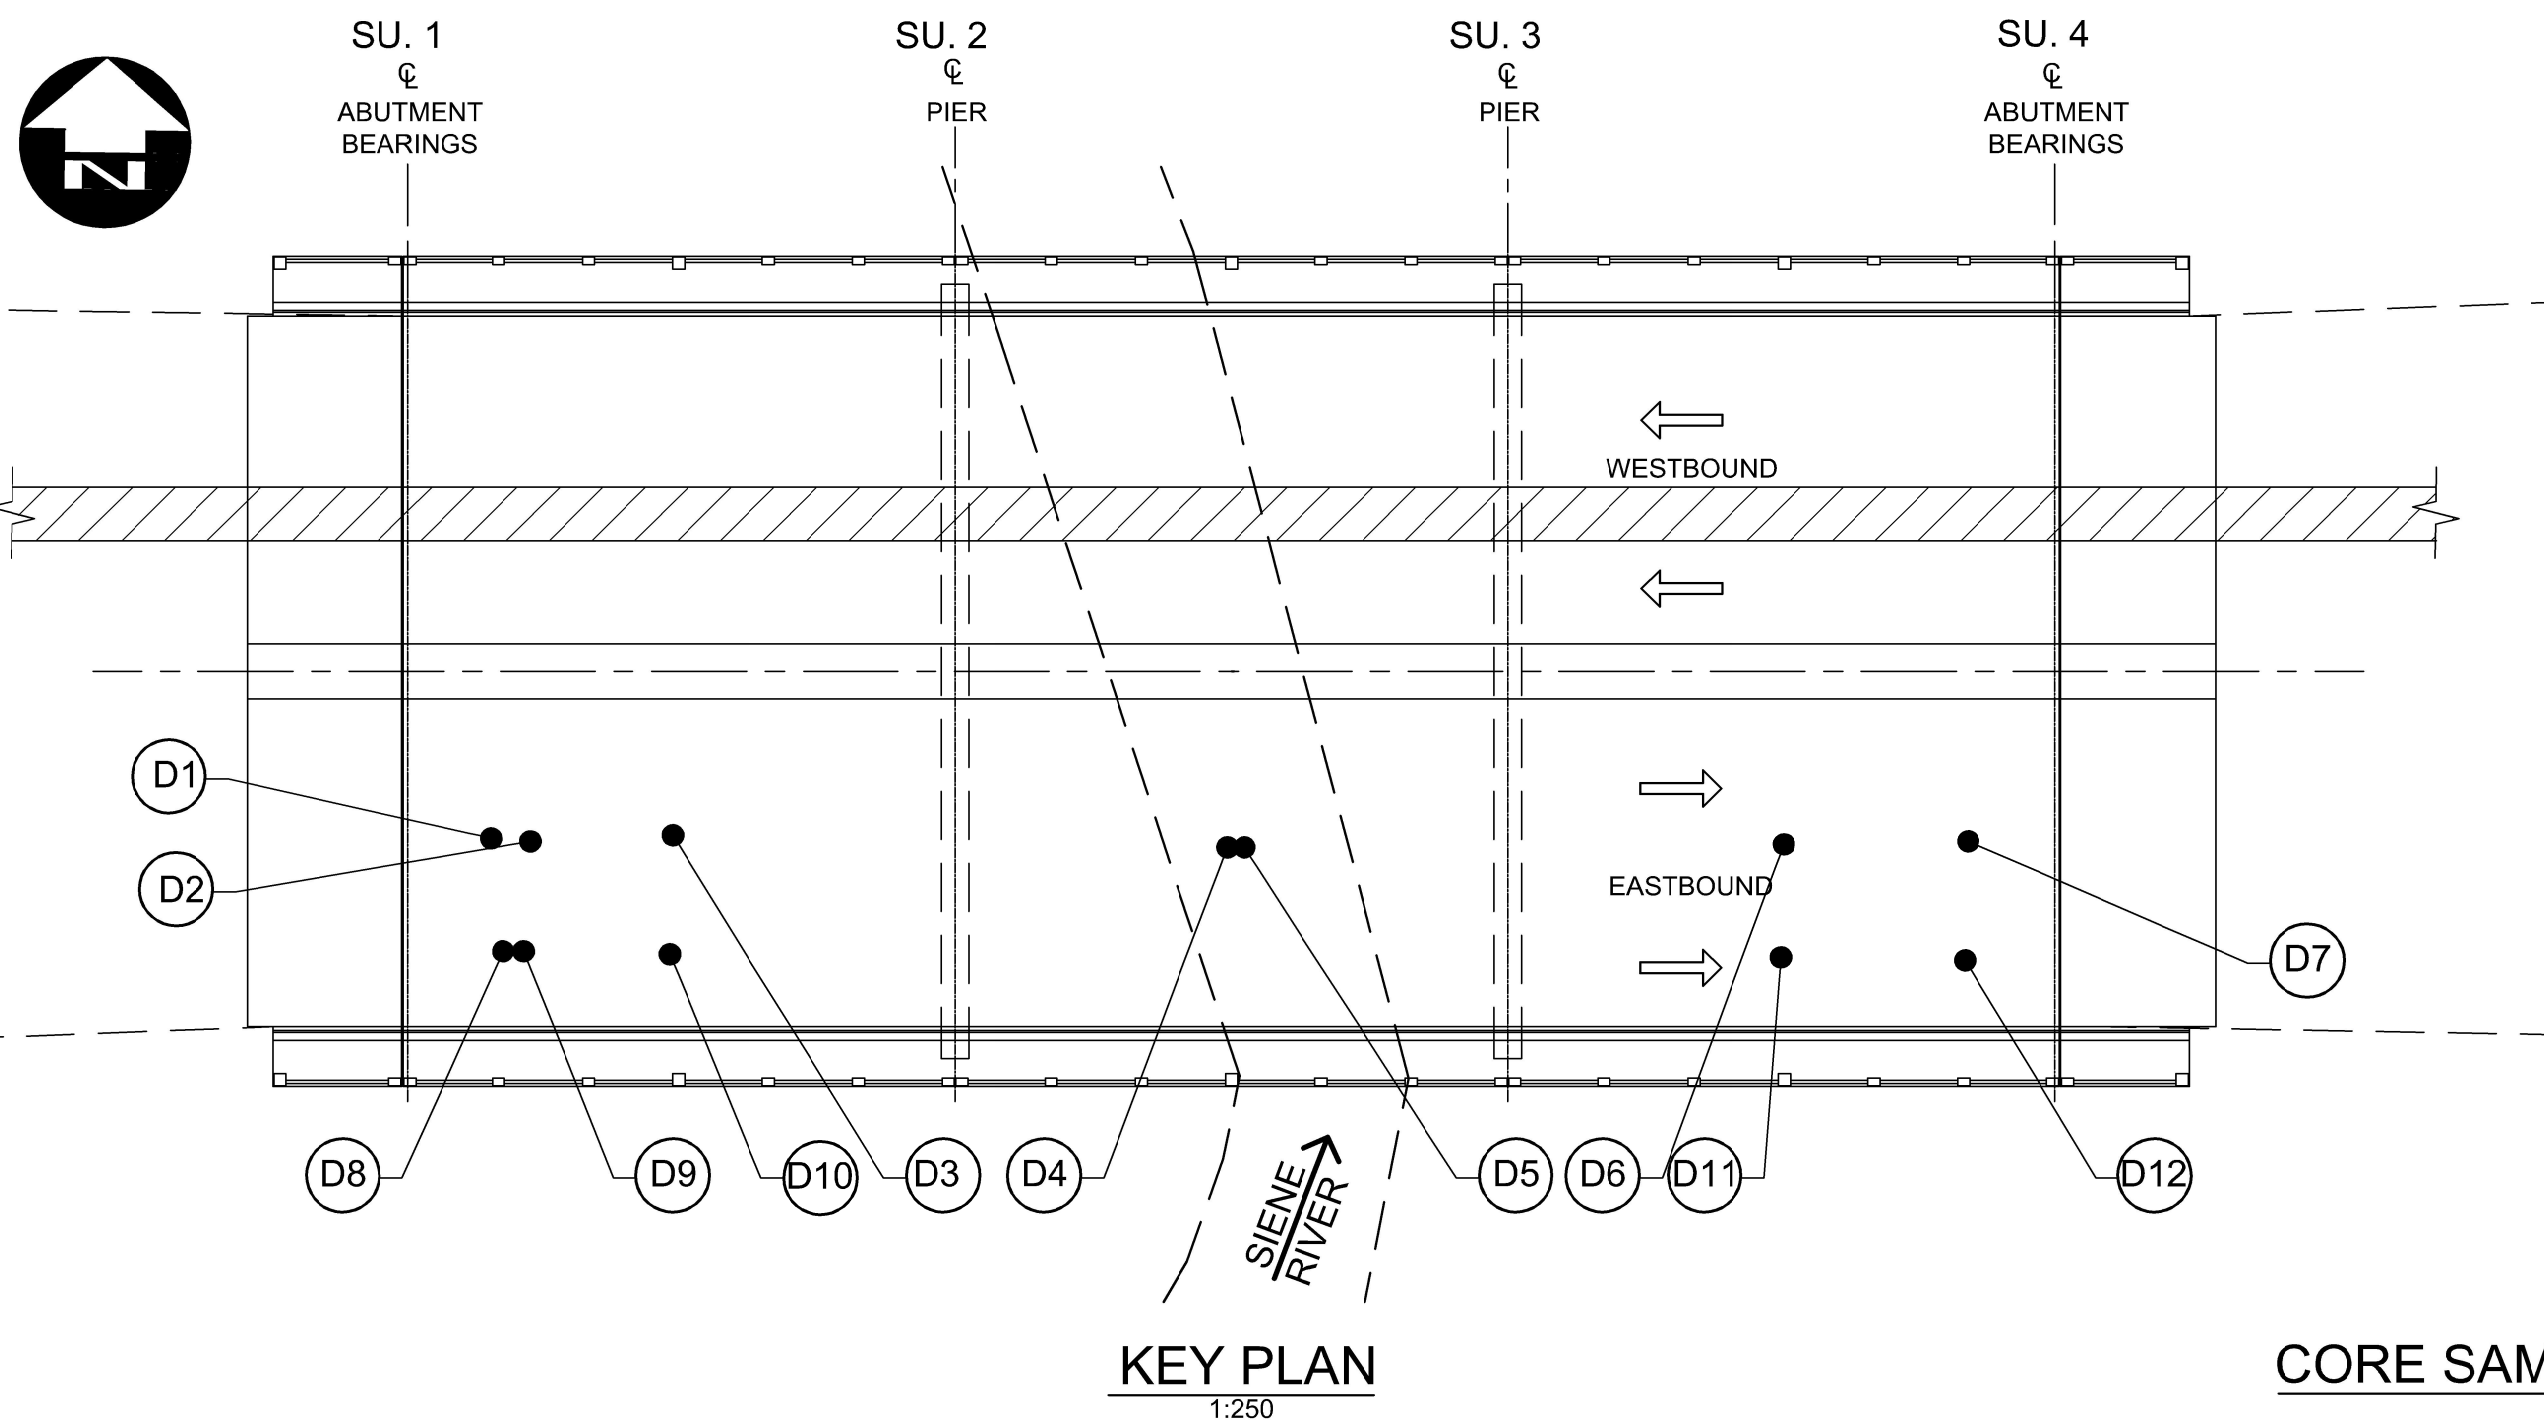 SU. 1
SU. 2
SU. 3
SU. 4
℄
℄
℄
℄
ABUTMENT
BEARINGS
PIER
PIER
ABUTMENT
BEARINGS
N
WESTBOUND
D1
D2
EASTBOUND
D7
D8
D9
D10
D3
D4
D5
D6
D11
D12
SIENE
RIVER
KEY PLAN
1:250
CORE SAM